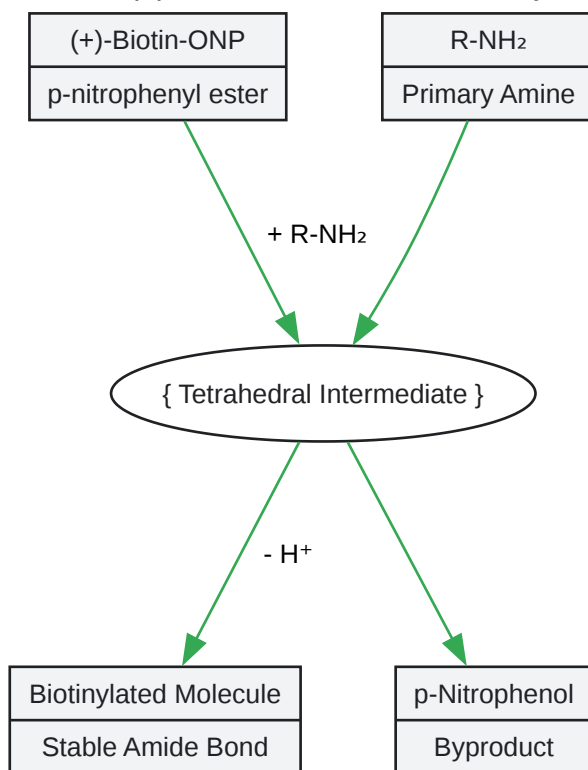 (+)-Biotin-ONP
p-nitrophenyl ester
R-NH₂
Primary Amine
+ R-NH₂
{ Tetrahedral Intermediate }
- H⁺
Biotinylated Molecule
Stable Amide Bond
p-Nitrophenol
Byproduct